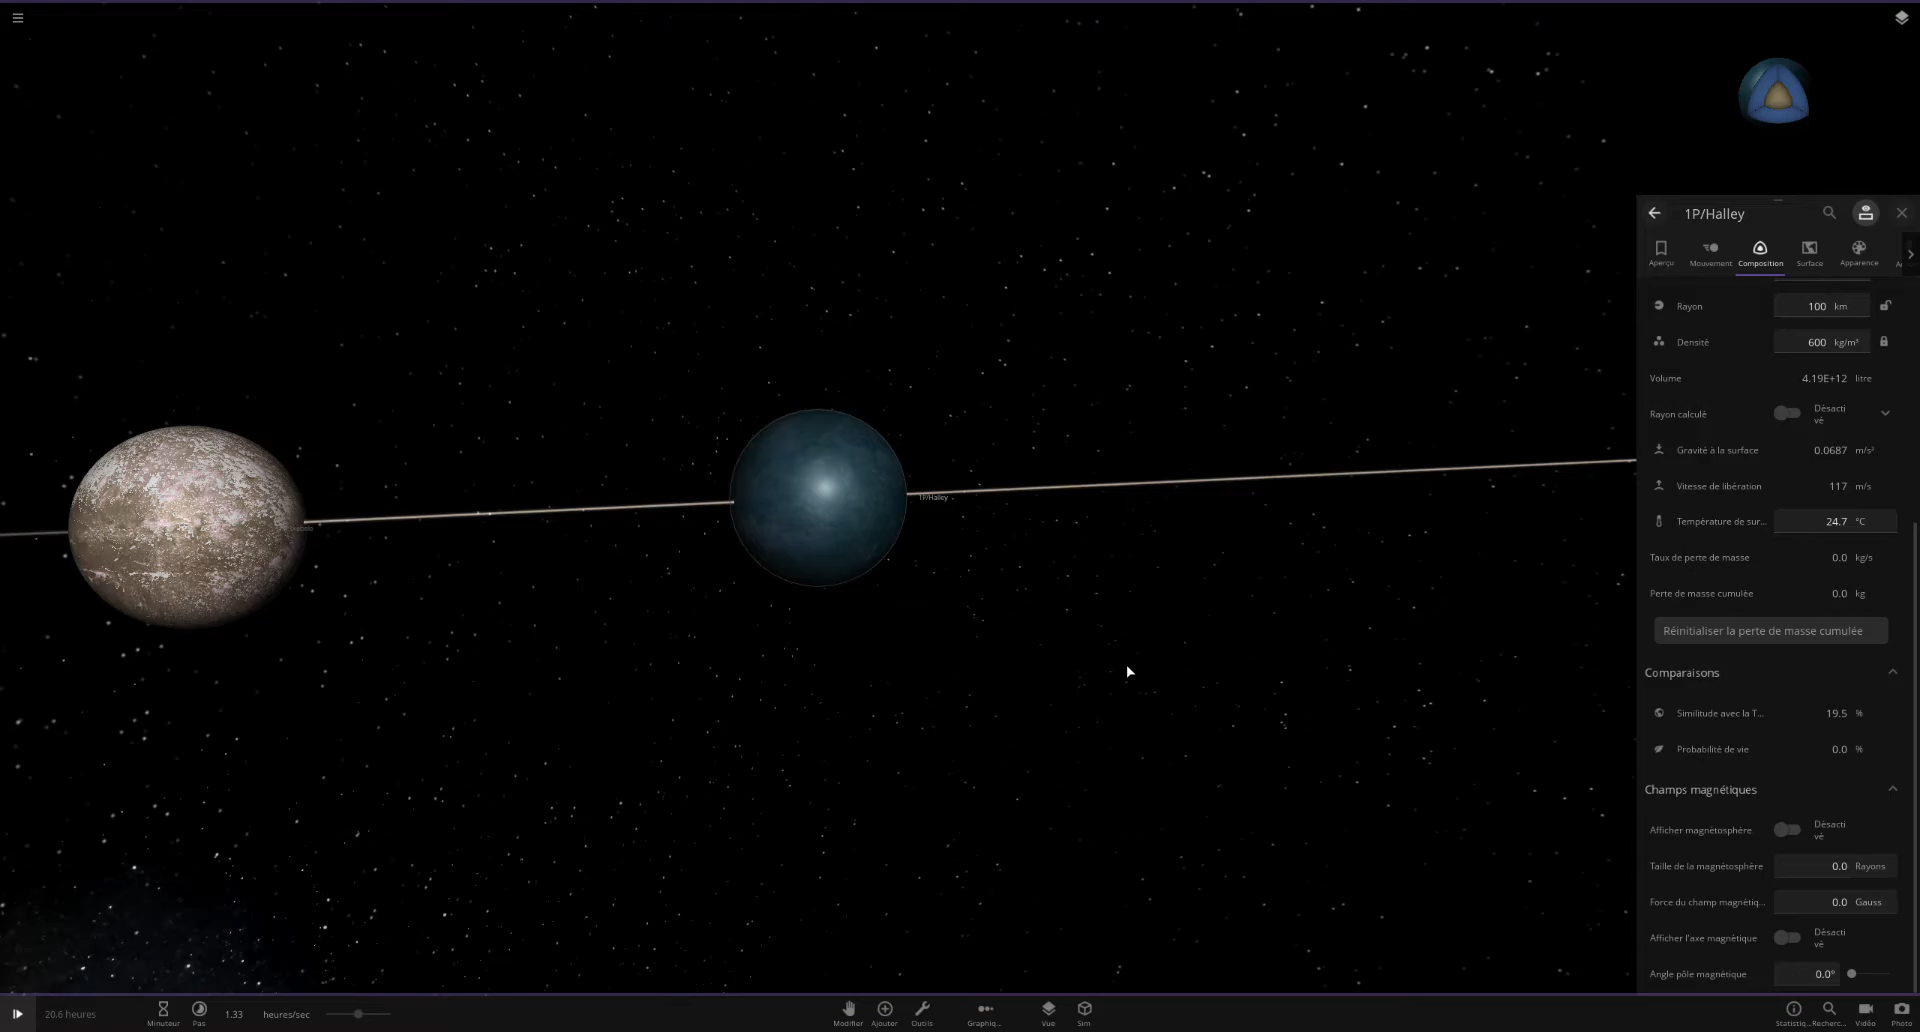 1P/Halley
Aperçu
Mouvement
Composition
Surface
Apparence
Rayon 100 km
Densité 600 kg/m³
Volume 4.19E+12 litre
Rayon calculé Désacti
vé
Gravité à la surface 0.0687 m/s²
Vitesse de libération 117 m/s
Température de sur... 24.7 °C
Taux de perte de masse 0.0 kg/s
Perte de masse cumulée 0.0 kg
Réinitialiser la perte de masse cumulée
Comparaisons
Similitude avec la T... 19.5 %
Probabilité de vie 0.0 %
Champs magnétiques
Afficher magnétosphère Désacti
vé
Taille de la magnétosphère 0.0 Rayons
Force du champ magnétiq... 0.0 Gauss
Afficher l'axe magnétique Désacti
vé
Angle pôle magnétique 0.0°
1P/Halley
20.6 heures
Minuteur
Pas
1.33 heures/sec
Modifier
Ajouter
Outils
Graphiq...
Vue
Sim
Statistiq...
Recherc...
Vidéo
Photo